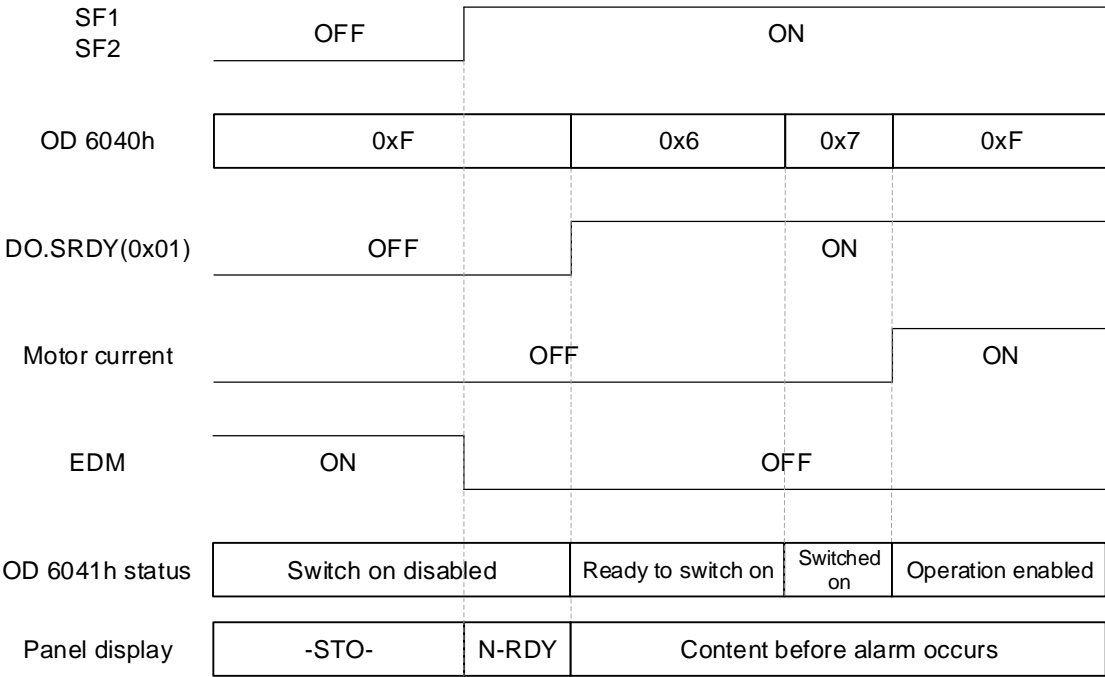 SF1
SF2
OFF
ON
OD 6040h
0xF
0x6
0x7
0xF
DO.SRDY(0x01)
OFF
ON
Motor current
OFF
ON
EDM
ON
OFF
OD 6041h status
Switch on disabled
Ready to switch on
Switched
on
Operation enabled
Panel display
-STO-
N-RDY
Content before alarm occurs